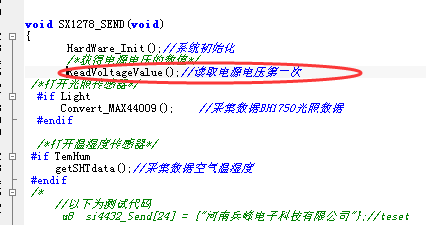 void SX1278_SEND(void)
{
HardWare_Init();//系统初始化
/*获得电源电压的数值*/
ReadVoltageValue();//读取电源电压第一次
/*打开光照传感器*/
#if Light
Convert_MAX44009(); //采集数据BH1750光照数据
#endif
/*打开温湿度传感器*/
#if TemHum
getSHTdata();//采集数据空气温湿度
#endif
/*
//以下为测试代码
u8 si4432_Send[24] = {"河南兵峰电子科技有限公司"};//teset